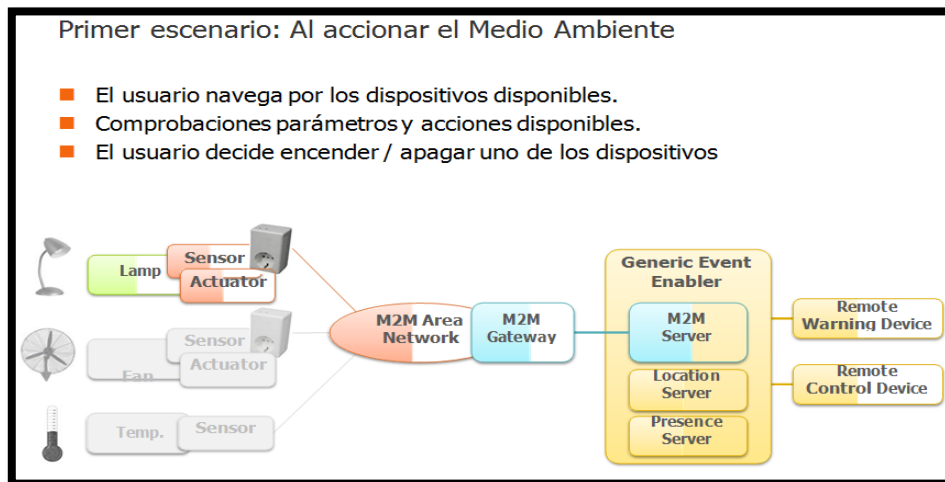 Primer escenario: Al accionar el Medio Ambiente
El usuario navega por los dispositivos disponibles.
Comprobaciones parámetros y acciones disponibles.
El usuario decide encender / apagar uno de los dispositivos
Lamp
Sensor
Actuator
Fan
Sensor
Actuator
Temp.
Sensor
M2M Area
Network
M2M
Gateway
Generic Event
Enabler
M2M
Server
Location
Server
Presence
Server
Remote
Warning Device
Remote
Control Device